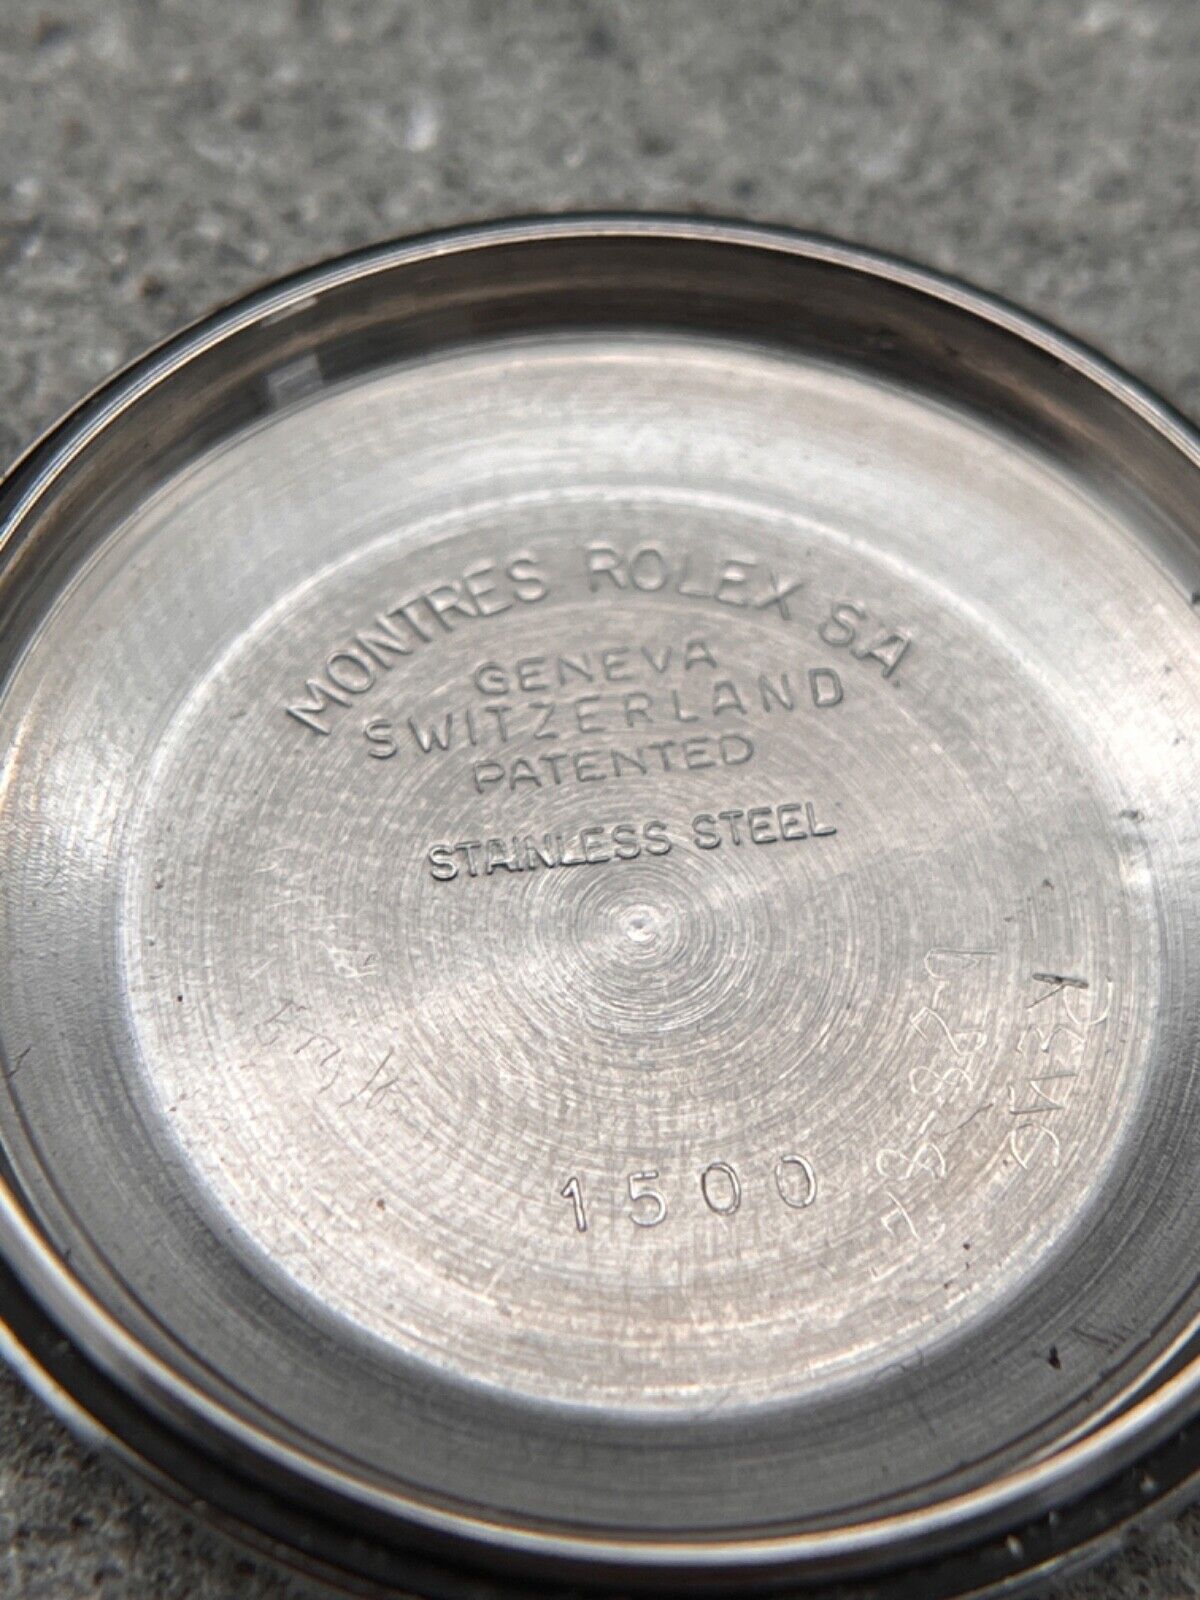 MONTRES ROLEX S.A.
GENEVA
SWITZERLAND
PATENTED
STAINLESS STEEL
1500